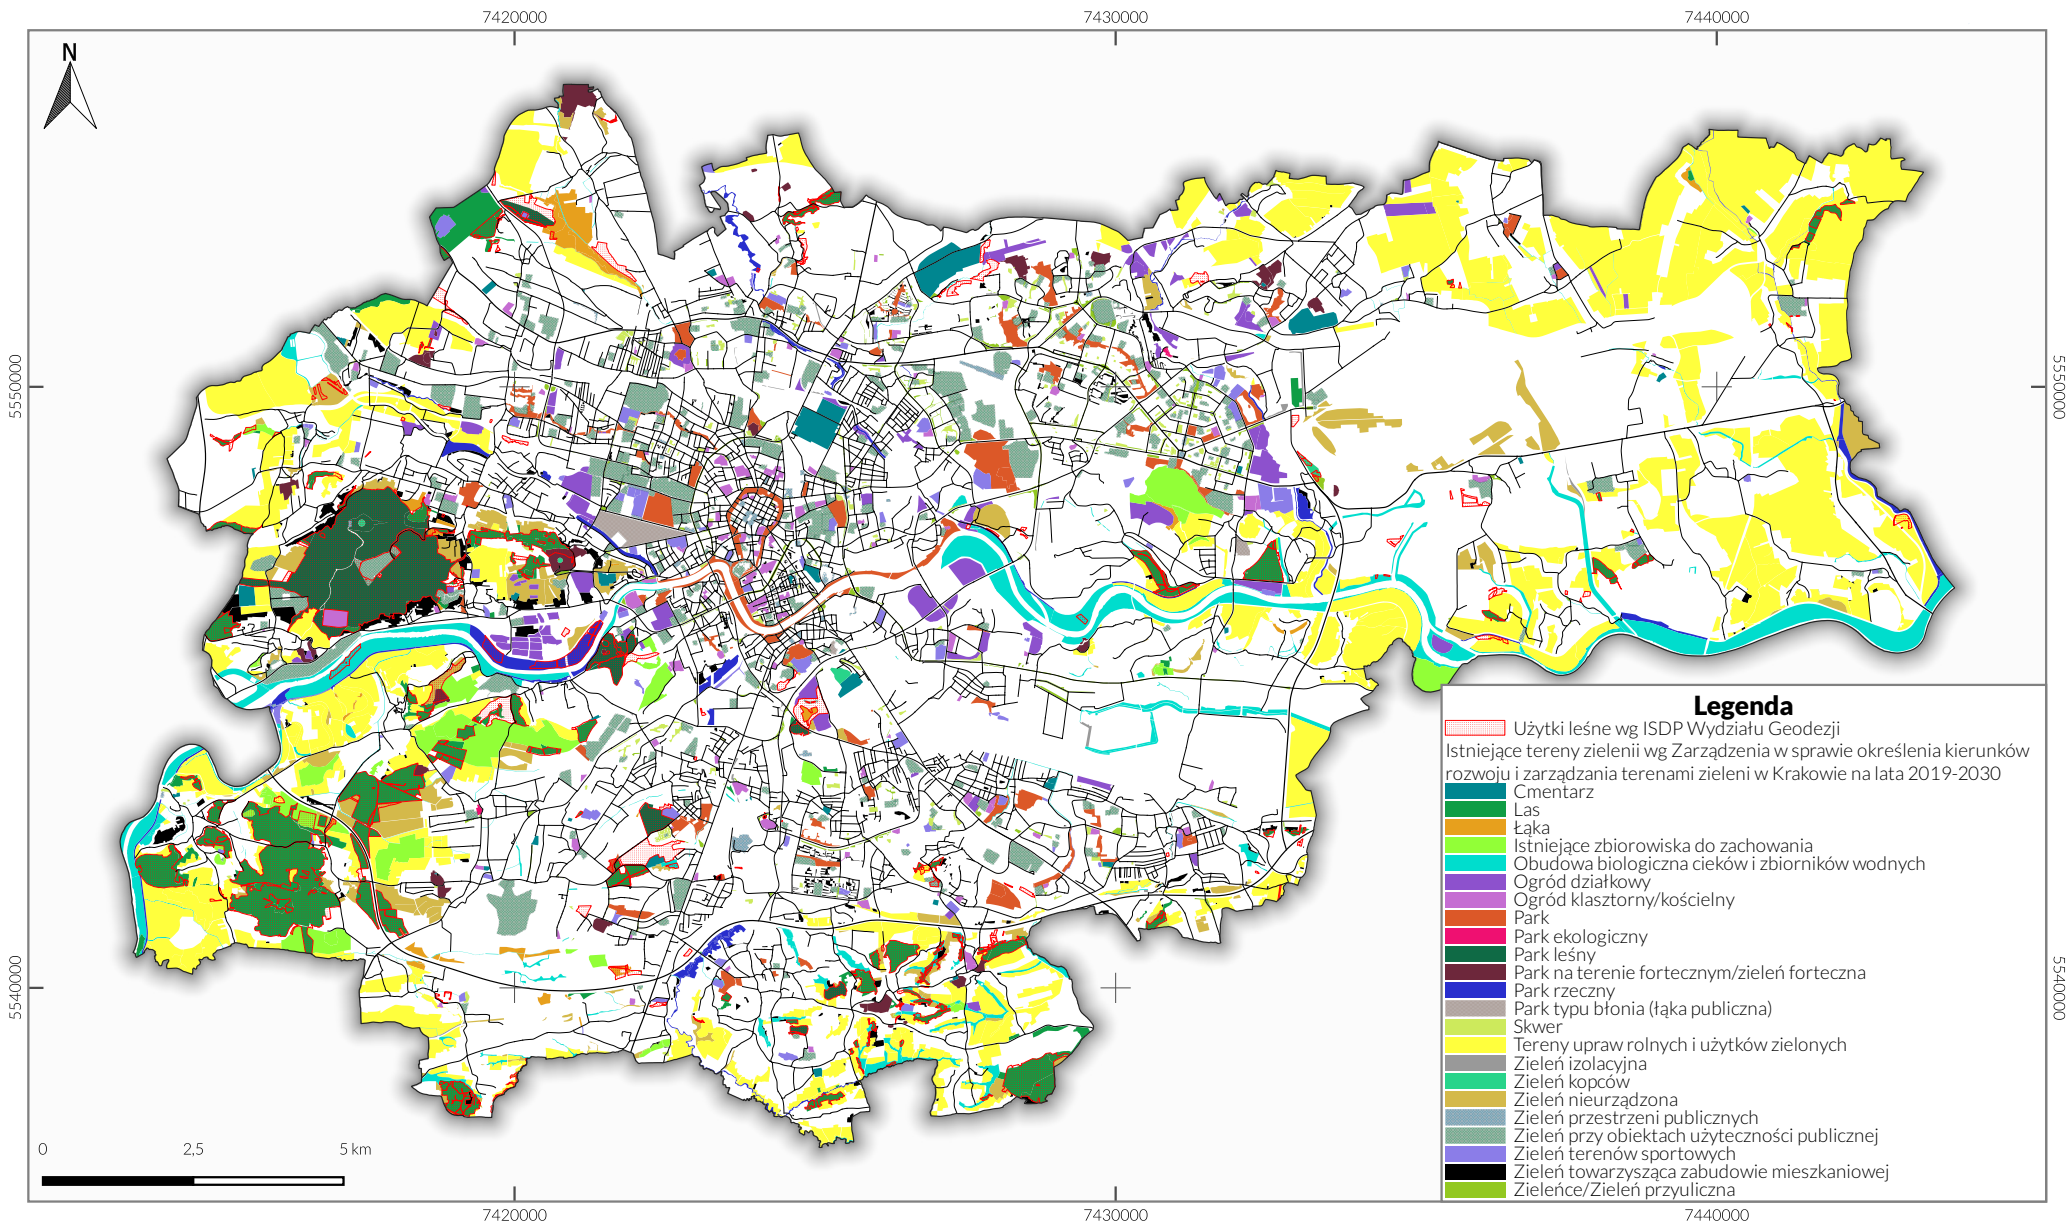 7420000 7430000 7440000
N
5550000 5550000
5540000 5540000
Legenda
Użytki leśne wg ISDP Wydziału Geodezji
Istniejące tereny zielenii wg Zarządzenia w sprawie określenia kierunków
rozwoju i zarządzania terenami zieleni w Krakowie na lata 2019-2030
Cmentarz
Las
Łąka
Istniejące zbiorowiska do zachowania
Obudowa biologiczna cieków i zbiorników wodnych
Ogród działkowy
Ogród klasztorny/kościelny
Park
Park ekologiczny
Park leśny
Park na terenie fortecznym/zieleń forteczna
Park rzeczny
Park typu błonia (łąka publiczna)
Skwer
Tereny upraw rolnych i użytków zielonych
Zieleń izolacyjna
Zieleń kopców
Zieleń nieurządzona
Zieleń przestrzeni publicznych
Zieleń przy obiektach użyteczności publicznej
Zieleń terenów sportowych
Zieleń towarzysząca zabudowie mieszkaniowej
Zieleńce/Zieleń przyuliczna
0 2,5 5 km
7420000 7430000 7440000